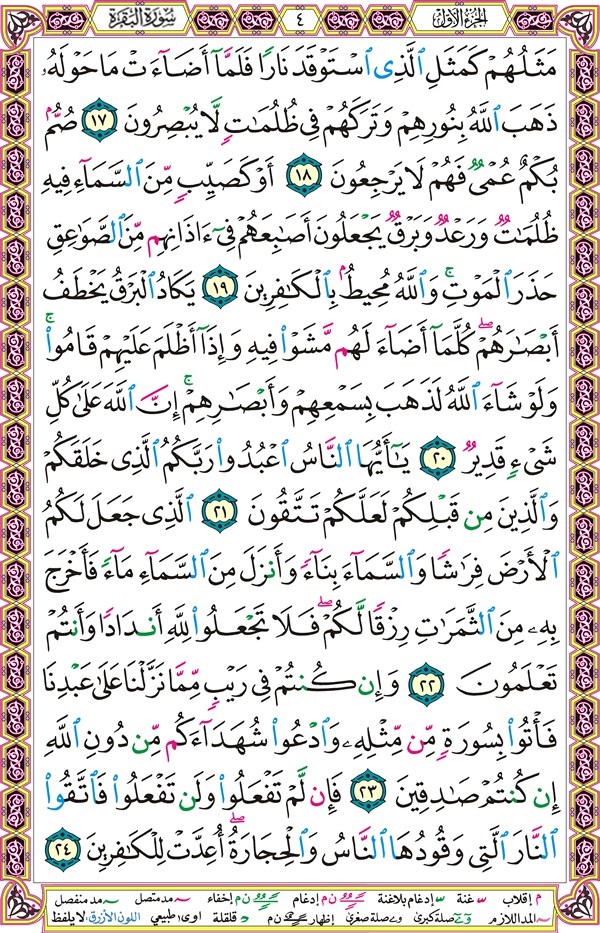 الجزء الأول
٤
سورة البقرة
مَثَلُهُمْ كَمَثَلِ ٱلَّذِى ٱسْتَوْقَدَ نَارًا فَلَمَّآ أَضَآءَتْ مَا حَوْلَهُۥ
ذَهَبَ ٱللَّهُ بِنُورِهِمْ وَتَرَكَهُمْ فِى ظُلُمَٰتٍ لَّا يُبْصِرُونَ ١٧ صُمٌّۢ
بُكْمٌ عُمْىٌ فَهُمْ لَا يَرْجِعُونَ ١٨ أَوْ كَصَيِّبٍ مِّنَ ٱلسَّمَآءِ فِيهِ
ظُلُمَٰتٌ وَرَعْدٌ وَبَرْقٌ يَجْعَلُونَ أَصَٰبِعَهُمْ فِىٓ ءَاذَانِهِم مِّنَ ٱلصَّوَٰعِقِ
حَذَرَ ٱلْمَوْتِ ۚ وَٱللَّهُ مُحِيطٌۢ بِٱلْكَٰفِرِينَ ١٩ يَكَادُ ٱلْبَرْقُ يَخْطَفُ
أَبْصَٰرَهُمْ ۖ كُلَّمَآ أَضَآءَ لَهُم مَّشَوْا۟ فِيهِ وَإِذَآ أَظْلَمَ عَلَيْهِمْ قَامُوا۟ ۚ
وَلَوْ شَآءَ ٱللَّهُ لَذَهَبَ بِسَمْعِهِمْ وَأَبْصَٰرِهِمْ ۚ إِنَّ ٱللَّهَ عَلَىٰ كُلِّ
شَىْءٍ قَدِيرٌ ٢٠ يَٰٓأَيُّهَا ٱلنَّاسُ ٱعْبُدُوا۟ رَبَّكُمُ ٱلَّذِى خَلَقَكُمْ
وَٱلَّذِينَ مِن قَبْلِكُمْ لَعَلَّكُمْ تَتَّقُونَ ٢١ ٱلَّذِى جَعَلَ لَكُمُ
ٱلْأَرْضَ فِرَٰشًا وَٱلسَّمَآءَ بِنَآءً وَأَنزَلَ مِنَ ٱلسَّمَآءِ مَآءً فَأَخْرَجَ
بِهِۦ مِنَ ٱلثَّمَرَٰتِ رِزْقًا لَّكُمْ ۖ فَلَا تَجْعَلُوا۟ لِلَّهِ أَندَادًا وَأَنتُمْ
تَعْلَمُونَ ٢٢ وَإِن كُنتُمْ فِى رَيْبٍ مِّمَّا نَزَّلْنَا عَلَىٰ عَبْدِنَا
فَأْتُوا۟ بِسُورَةٍ مِّن مِّثْلِهِۦ وَٱدْعُوا۟ شُهَدَآءَكُم مِّن دُونِ ٱللَّهِ
إِن كُنتُمْ صَٰدِقِينَ ٢٣ فَإِن لَّمْ تَفْعَلُوا۟ وَلَن تَفْعَلُوا۟ فَٱتَّقُوا۟
ٱلنَّارَ ٱلَّتِى وَقُودُهَا ٱلنَّاسُ وَٱلْحِجَارَةُ ۖ أُعِدَّتْ لِلْكَٰفِرِينَ ٢٤
م إقلاب غنة إدغام بلاغنة ن م إدغام ن م إخفاء مد متصل مد منفصل
المد اللازم صلة كبرى صلة صغرى إظهار ن م قلقلة اوى طبيعي اللون الأزرق: لا يلفظ